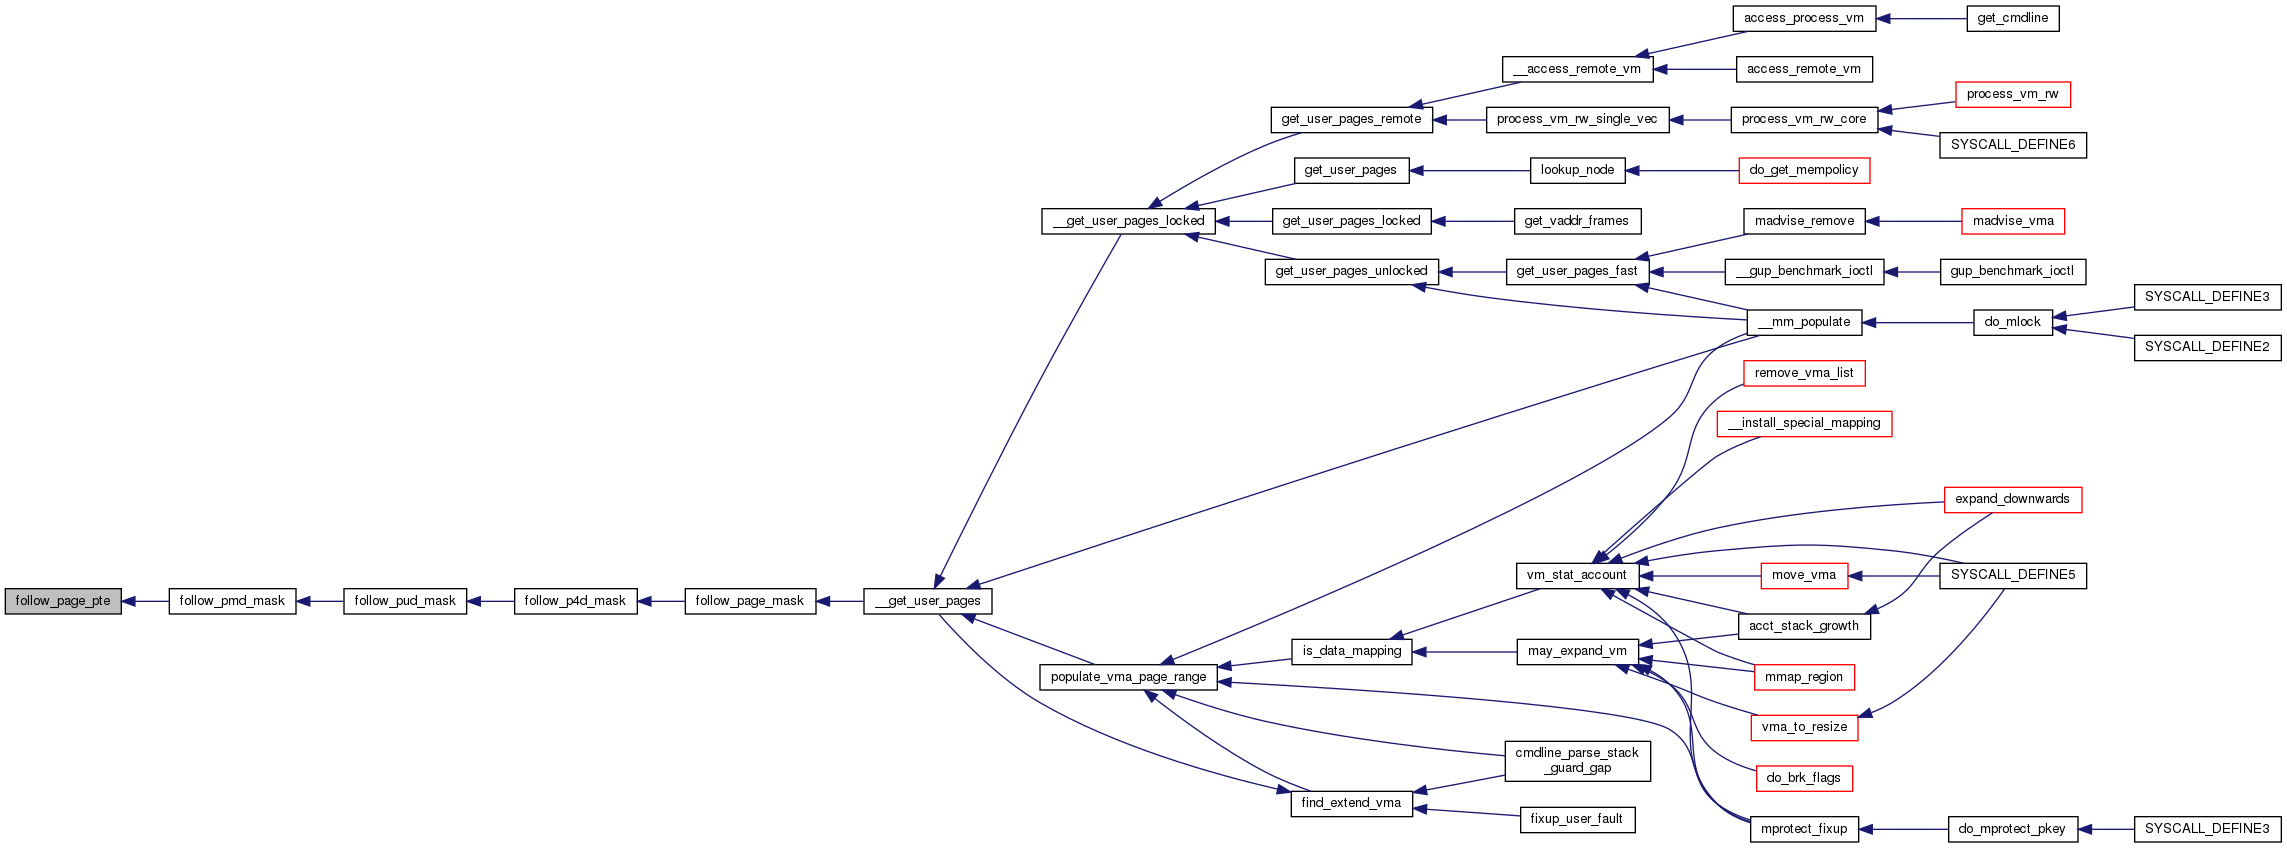 access_process_vm
get_cmdline
__access_remote_vm
access_remote_vm
process_vm_rw
get_user_pages_remote
process_vm_rw_single_vec
process_vm_rw_core
SYSCALL_DEFINE6
get_user_pages
lookup_node
do_get_mempolicy
__get_user_pages_locked
get_user_pages_locked
get_vaddr_frames
madvise_remove
madvise_vma
get_user_pages_unlocked
get_user_pages_fast
__gup_benchmark_ioctl
gup_benchmark_ioctl
SYSCALL_DEFINE3
__mm_populate
do_mlock
SYSCALL_DEFINE2
remove_vma_list
__install_special_mapping
expand_downwards
vm_stat_account
move_vma
SYSCALL_DEFINE5
follow_page_pte
follow_pmd_mask
follow_pud_mask
follow_p4d_mask
follow_page_mask
__get_user_pages
acct_stack_growth
is_data_mapping
may_expand_vm
populate_vma_page_range
mmap_region
vma_to_resize
cmdline_parse_stack
_guard_gap
do_brk_flags
find_extend_vma
fixup_user_fault
mprotect_fixup
do_mprotect_pkey
SYSCALL_DEFINE3